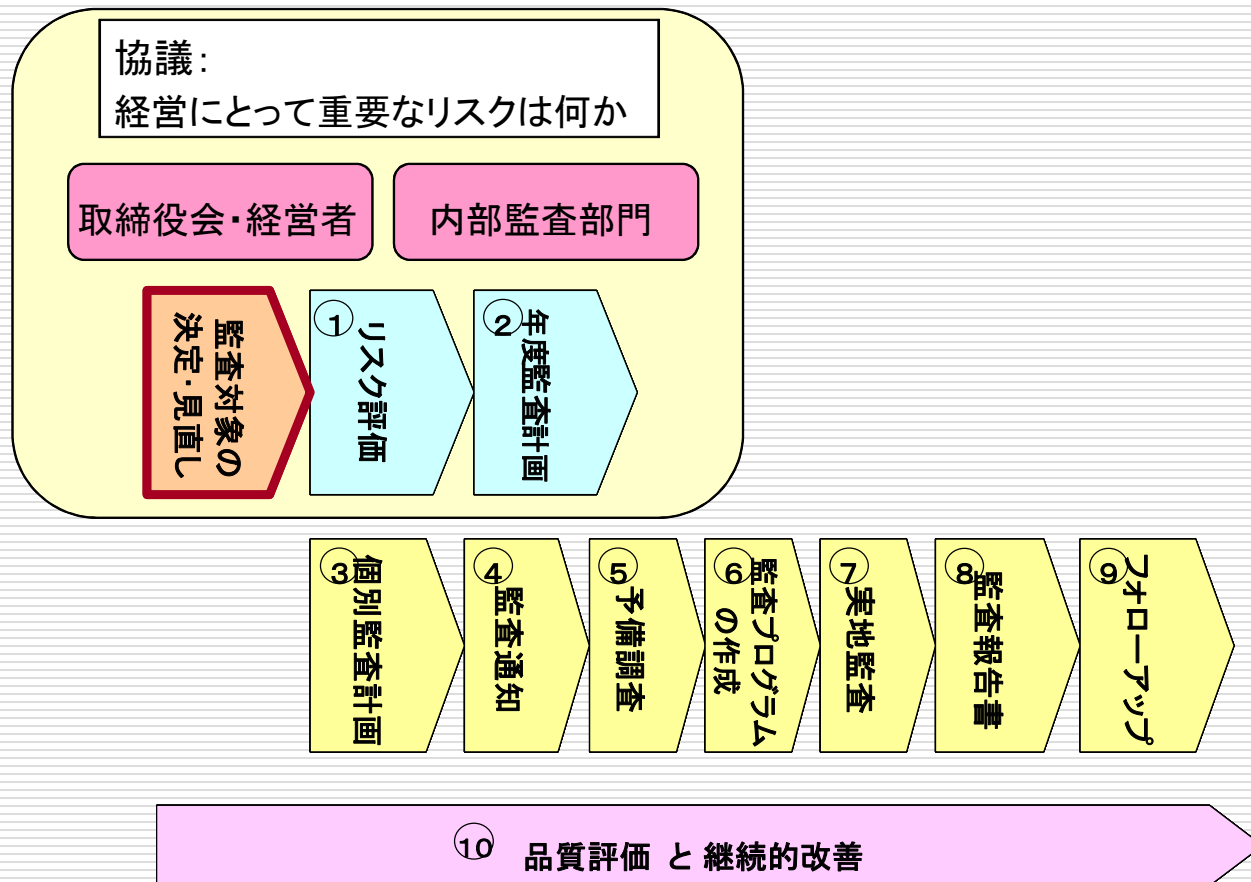 協議:
経営にとって重要なリスクは何か
取締役会・経営者
内部監査部門
監査対象の
決定・見直し
①
リスク評価
②
年度監査計画
③
個別監査計画
④
監査通知
⑤
予備調査
⑥
監査プログラム
の作成
⑦
実地監査
⑧
監査報告書
⑨
フォローアップ
⑩
品質評価 と 継続的改善